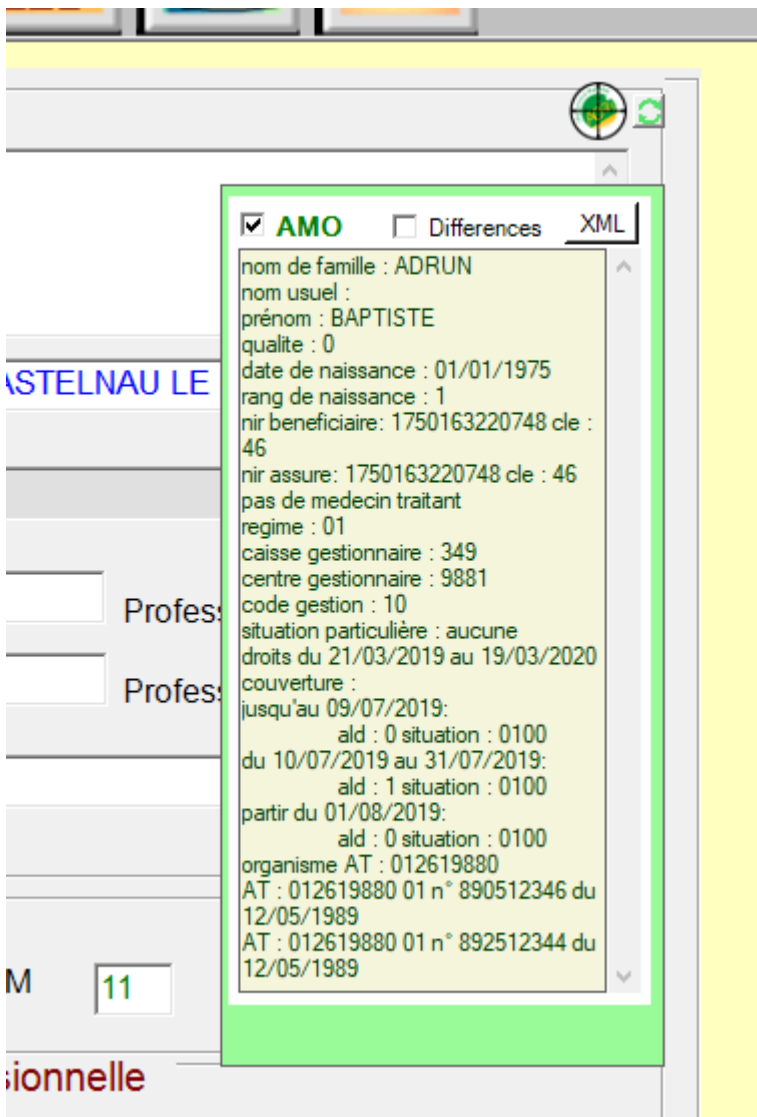 AMO Differences XML
nom de famille : ADRUN
nom usuel :
prénom : BAPTISTE
qualite : 0
date de naissance : 01/01/1975
rang de naissance : 1
nir beneficiaire: 1750163220748 cle :
46
nir assure: 1750163220748 cle : 46
pas de medecin traitant
regime : 01
caisse gestionnaire : 349
centre gestionnaire : 9881
code gestion : 10
situation particulière : aucune
droits du 21/03/2019 au 19/03/2020
couverture :
jusqu'au 09/07/2019:
ald : 0 situation : 0100
du 10/07/2019 au 31/07/2019:
ald : 1 situation : 0100
partir du 01/08/2019:
ald : 0 situation : 0100
organisme AT : 012619880
AT : 012619880 01 n° 890512346 du
12/05/1989
AT : 012619880 01 n° 892512344 du
12/05/1989
ASTELNAU LE
Profes
Profes
M 11
sionnelle